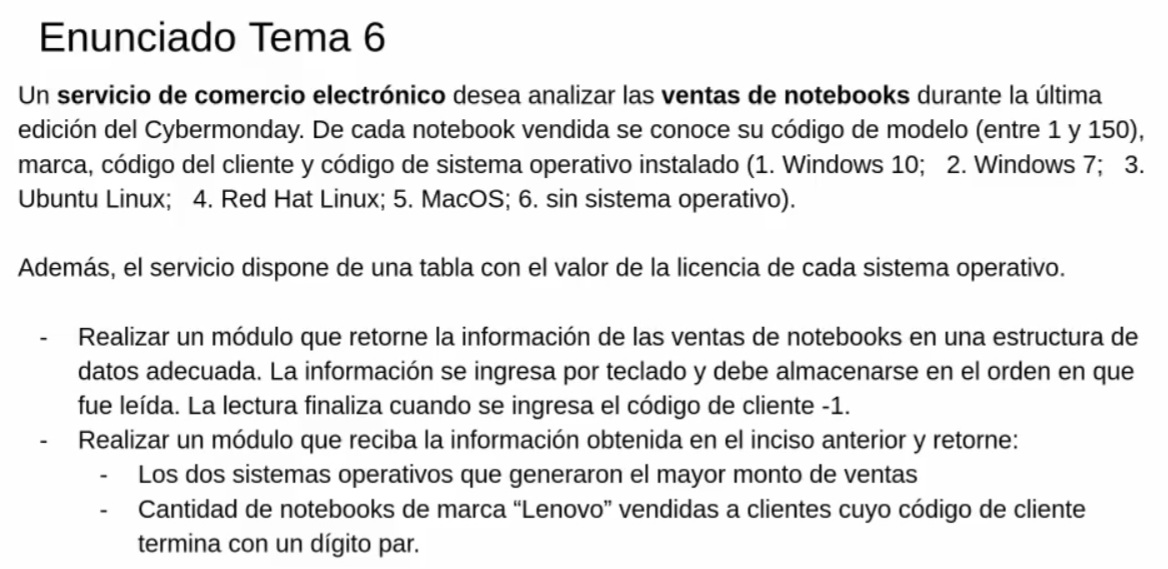 Enunciado Tema 6
Un servicio de comercio electrónico desea analizar las ventas de notebooks durante la última
edición del Cybermonday. De cada notebook vendida se conoce su código de modelo (entre 1 y 150),
marca, código del cliente y código de sistema operativo instalado (1. Windows 10; 2. Windows 7; 3.
Ubuntu Linux; 4. Red Hat Linux; 5. MacOS; 6. sin sistema operativo).
Además, el servicio dispone de una tabla con el valor de la licencia de cada sistema operativo.
- Realizar un módulo que retorne la información de las ventas de notebooks en una estructura de
datos adecuada. La información se ingresa por teclado y debe almacenarse en el orden en que
fue leída. La lectura finaliza cuando se ingresa el código de cliente -1.
- Realizar un módulo que reciba la información obtenida en el inciso anterior y retorne:
- Los dos sistemas operativos que generaron el mayor monto de ventas
- Cantidad de notebooks de marca “Lenovo” vendidas a clientes cuyo código de cliente
termina con un dígito par.